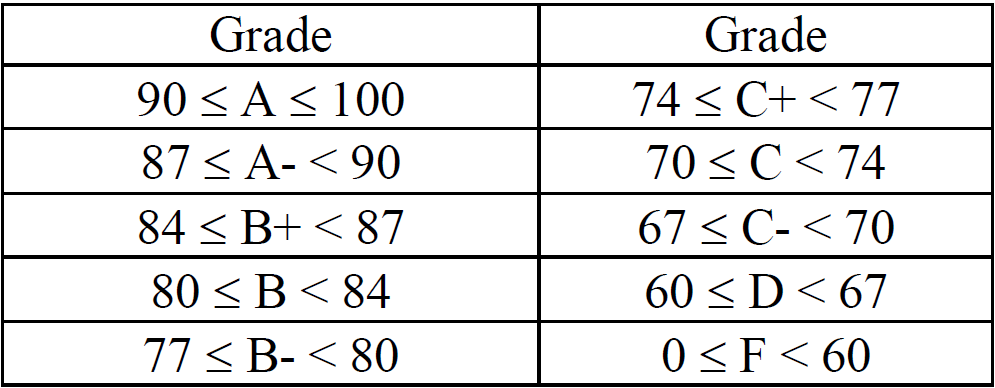 Grade Grade
90 ≤ A ≤ 100 74 ≤ C+ < 77
87 ≤ A- < 90 70 ≤ C < 74
84 ≤ B+ < 87 67 ≤ C- < 70
80 ≤ B < 84 60 ≤ D < 67
77 ≤ B- < 80 0 ≤ F < 60